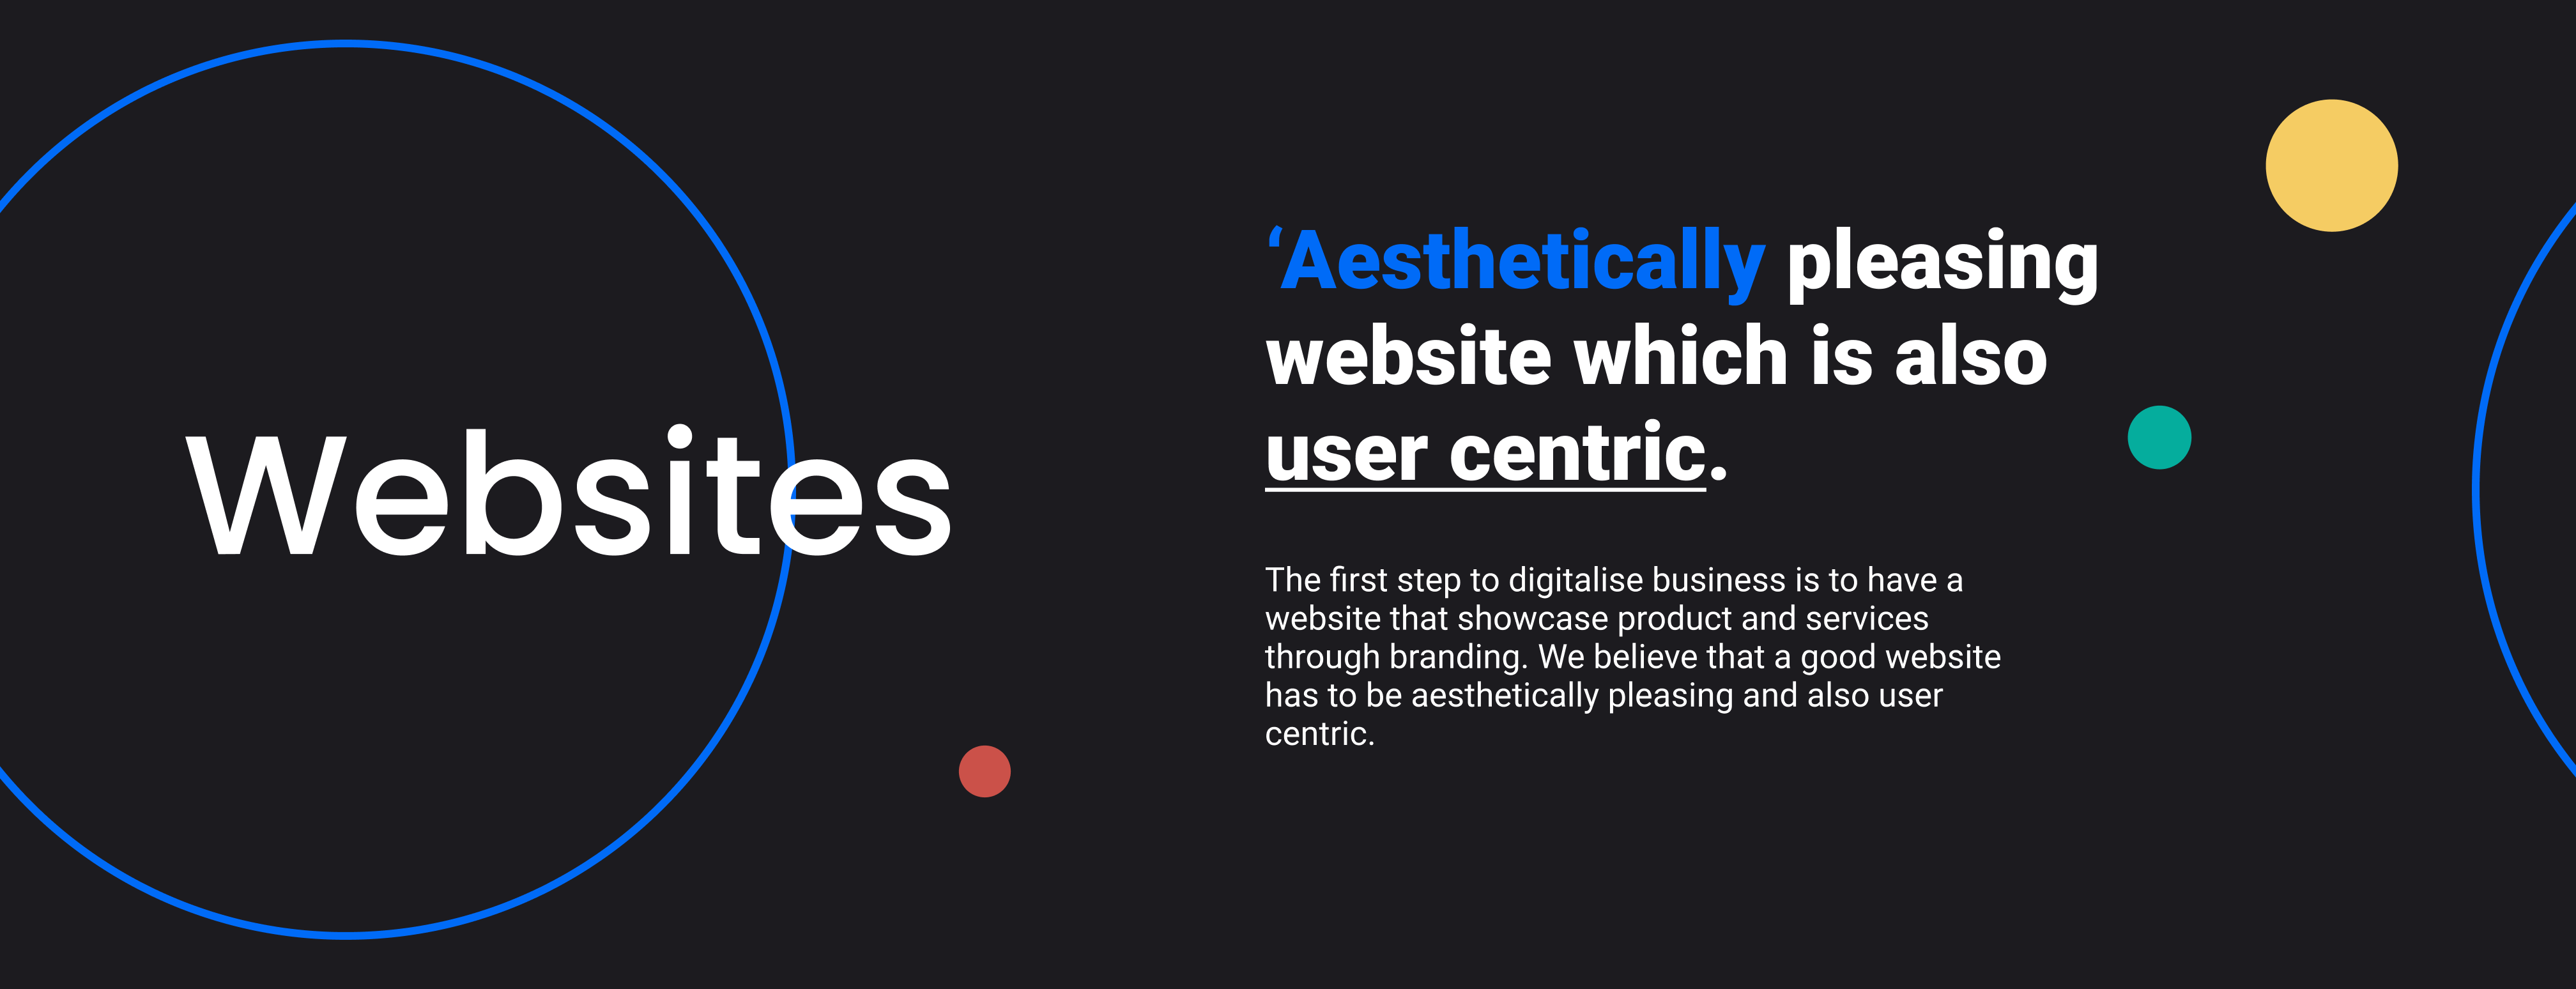 Websites
‘Aesthetically pleasing
website which is also
user centric.
The first step to digitalise business is to have a
website that showcase product and services
through branding. We believe that a good website
has to be aesthetically pleasing and also user
centric.